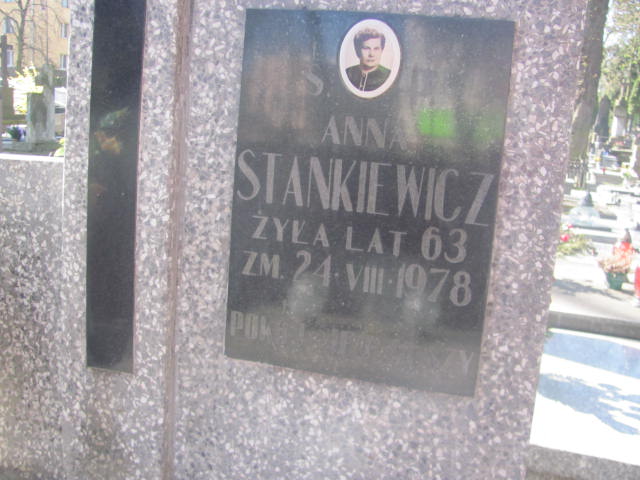 Ś.
ANNA
STANKIEWICZ
ŻYŁA LAT 63
ZM. 24·VIII·1978